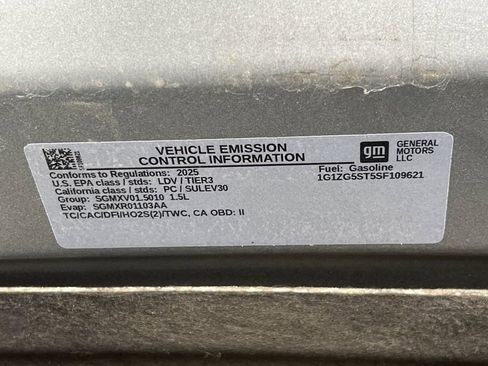 VEHICLE EMISSION
CONTROL INFORMATION
gm
GENERAL
MOTORS
LLC
Conforms to Regulations: 2025
Fuel: Gasoline
U.S. EPA class / stds: LDV / TIER3
1G1ZG5ST5SF109621
California class / stds: PC / SULEV30
Group: SGMXV01.5010 1.5L
Evap: SGMXR01103AA
TC/CAC/DFI/HO2S(2)/TWC, CA OBD: II